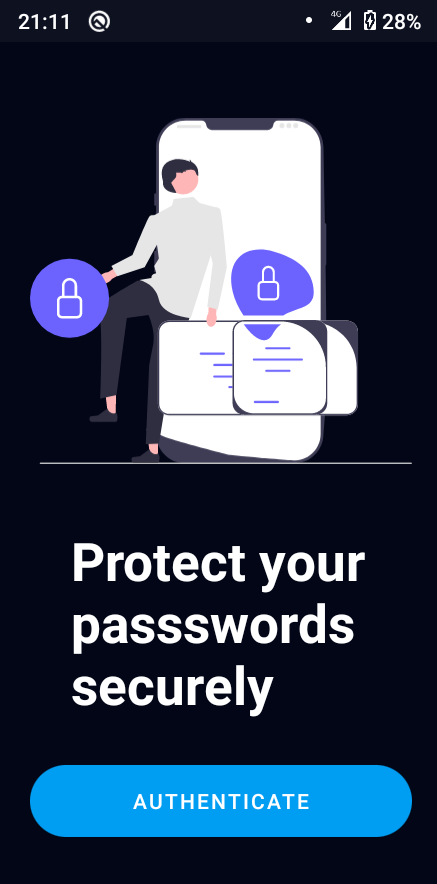 21:11 4G 28%
Protect your
passswords
securely
AUTHENTICATE